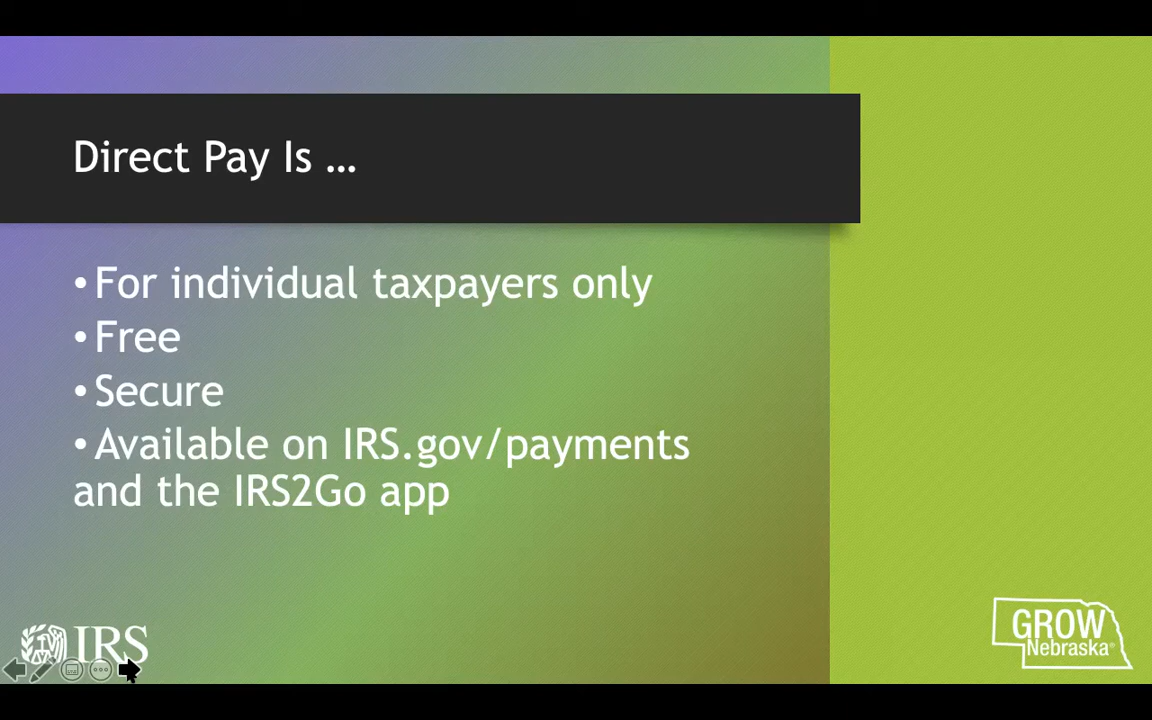 Direct Pay Is …
• For individual taxpayers only
• Free
• Secure
• Available on IRS.gov/payments
and the IRS2Go app
IRS
GROW
Nebraska®